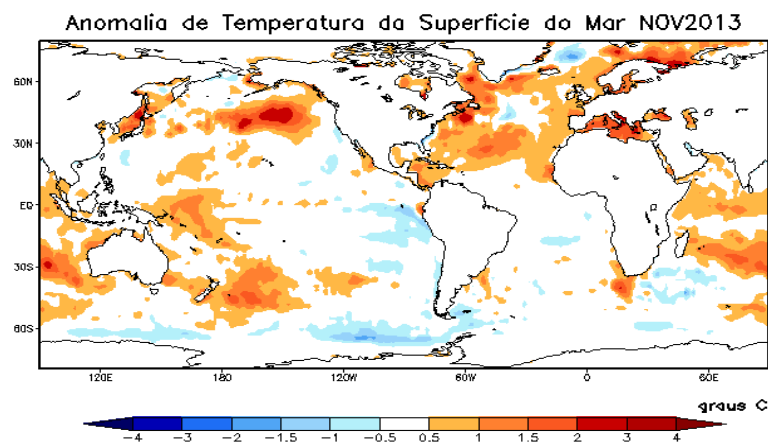 Anomalia de Temperatura da Superficie do Mar NOV2013
60N
30N
EQ
30S
60S
120E 180 120W 60W 0 60E
graus C
-4 -3 -2 -1.5 -1 -0.5 0.5 1 1.5 2 3 4